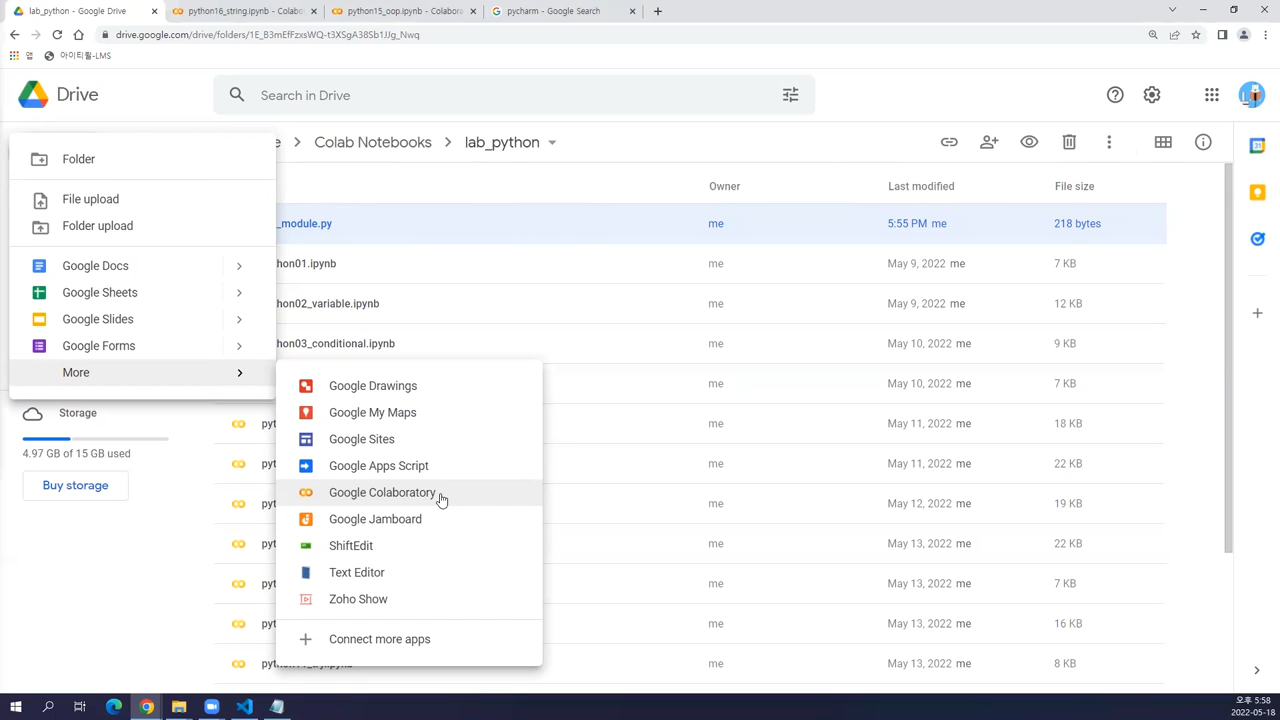 lab_python - Google Drive
python16_string.ipynb - Colabo
python15_oop.ipynb - Colabora
pycharm - Google Search
drive.google.com/drive/folders/1E_B3mEfFzxsWQ-t3XSgA38Sb1JJg_Nwq
앱
아이티윌-LMS
Drive
Search in Drive
Colab Notebooks
lab_python
Folder
File upload
Folder upload
Google Docs
Google Sheets
Google Slides
Google Forms
More
Storage
4.97 GB of 15 GB used
Buy storage
Google Drawings
Google My Maps
Google Sites
Google Apps Script
Google Colaboratory
Google Jamboard
ShiftEdit
Text Editor
Zoho Show
Connect more apps
Owner Last modified File size
_module.py me 5:55 PM me 218 bytes
hon01.ipynb me May 9, 2022 me 7 KB
hon02_variable.ipynb me May 9, 2022 me 12 KB
hon03_conditional.ipynb me May 10, 2022 me 9 KB
me May 10, 2022 me 7 KB
pyt me May 11, 2022 me 18 KB
pyt me May 11, 2022 me 22 KB
pyt me May 12, 2022 me 19 KB
pyt me May 13, 2022 me 22 KB
pyt me May 13, 2022 me 7 KB
pyt me May 13, 2022 me 16 KB
me May 13, 2022 me 8 KB
31
오후 5:58
2022-05-18